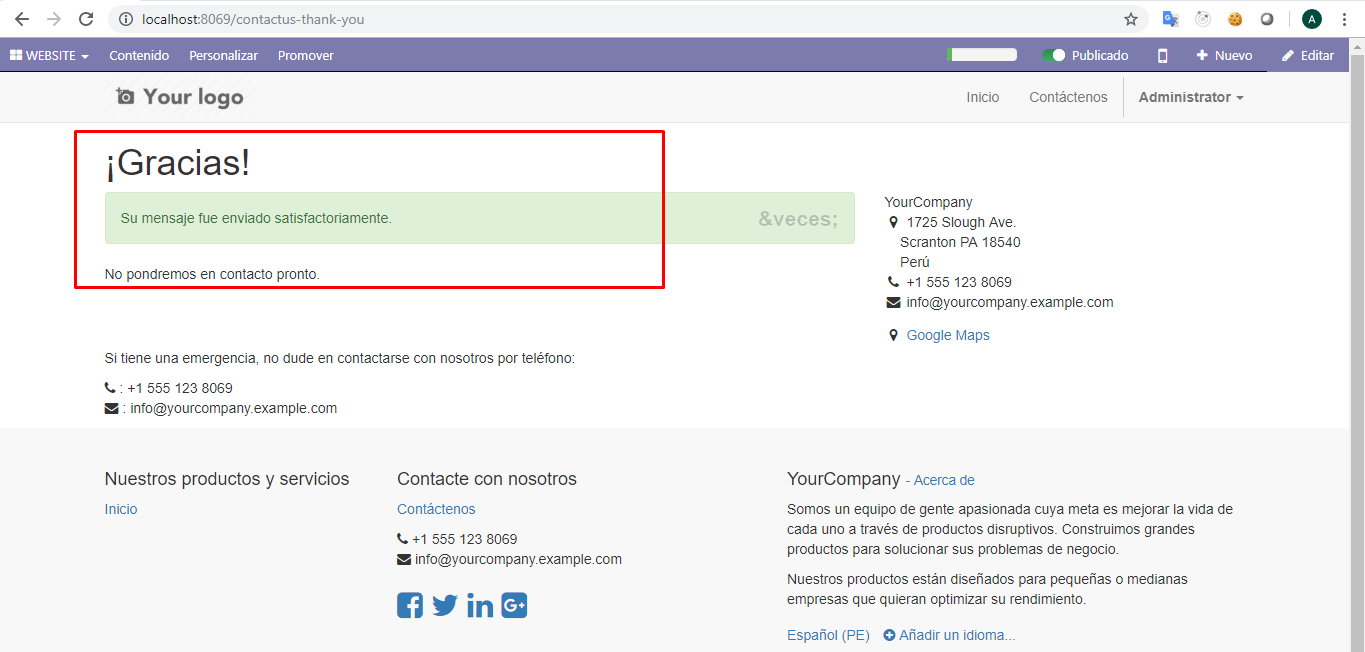 localhost:8069/contactus-thank-you
A
WEBSITE Contenido Personalizar Promover Publicado Nuevo Editar
Your logo Inicio Contáctenos Administrator
¡Gracias!
Su mensaje fue enviado satisfactoriamente. &veces;
No pondremos en contacto pronto.
YourCompany
1725 Slough Ave.
Scranton PA 18540
Perú
+1 555 123 8069
info@yourcompany.example.com
Google Maps
Si tiene una emergencia, no dude en contactarse con nosotros por teléfono:
: +1 555 123 8069
: info@yourcompany.example.com
Nuestros productos y servicios
Inicio
Contacte con nosotros
Contáctenos
+1 555 123 8069
info@yourcompany.example.com
YourCompany - Acerca de
Somos un equipo de gente apasionada cuya meta es mejorar la vida de
cada uno a través de productos disruptivos. Construimos grandes
productos para solucionar sus problemas de negocio.
Nuestros productos están diseñados para pequeñas o medianas
empresas que quieran optimizar su rendimiento.
Español (PE) Añadir un idioma...